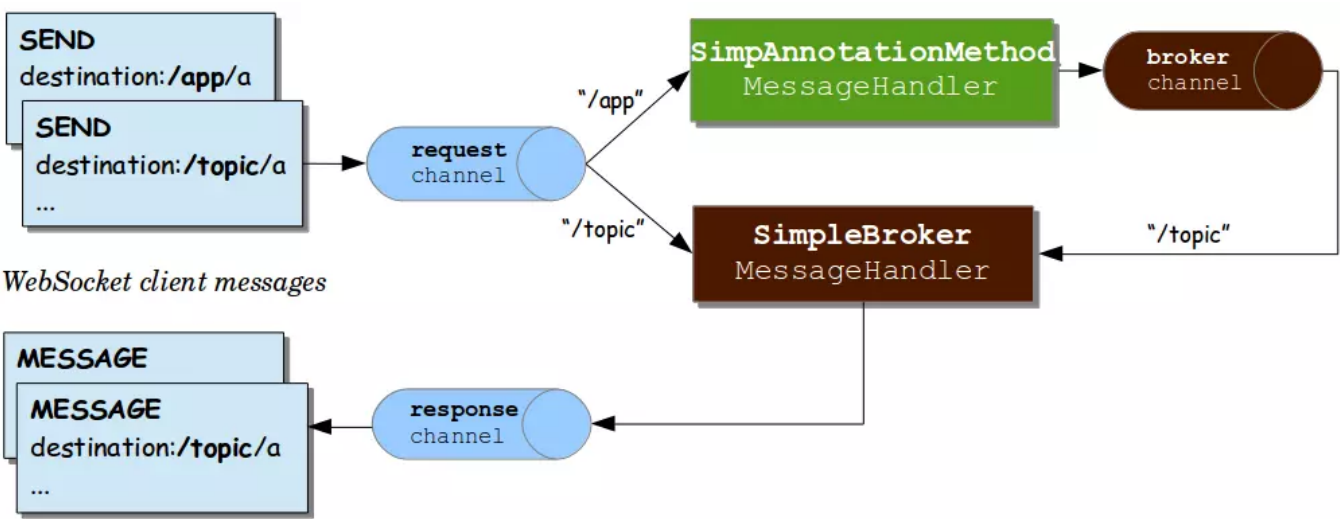 SEND
destination:/app/a
SEND
destination:/topic/a
...
WebSocket client messages
request
channel
“/app”
“/topic”
SimpAnnotationMethod
MessageHandler
broker
channel
SimpleBroker
MessageHandler
“/topic”
MESSAGE
MESSAGE
destination:/topic/a
...
response
channel